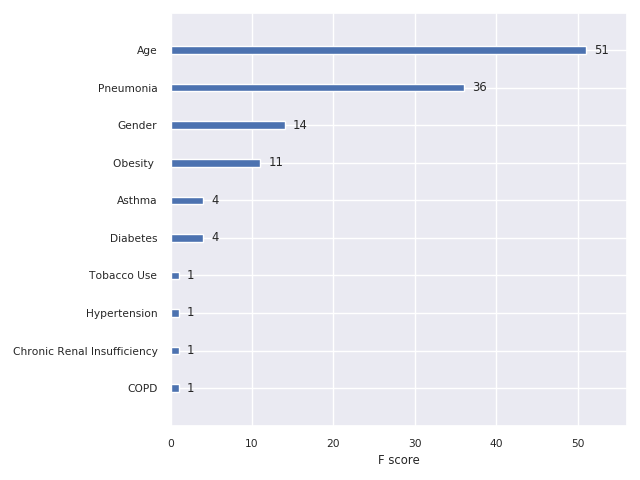 Age 51
Pneumonia 36
Gender 14
Obesity 11
Asthma 4
Diabetes 4
Tobacco Use 1
Hypertension 1
Chronic Renal Insufficiency 1
COPD 1
0 10 20 30 40 50
F score